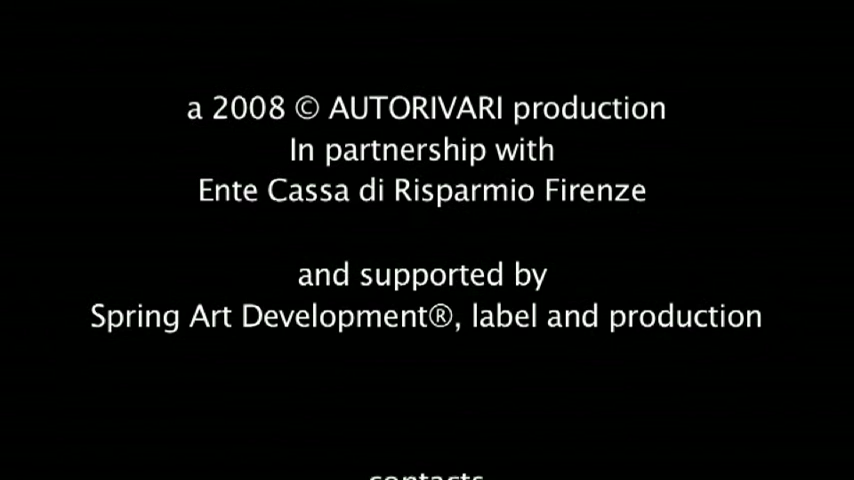 a 2008 © AUTORIVARI production
In partnership with
Ente Cassa di Risparmio Firenze
and supported by
Spring Art Development®, label and production
contacts